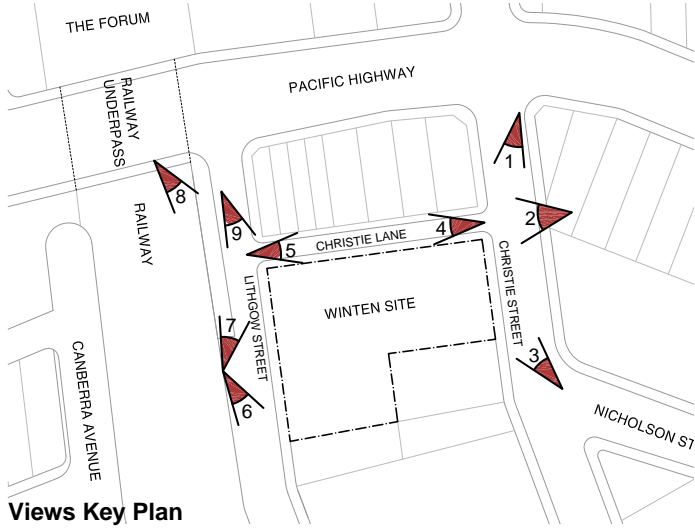 THE FORUM
PACIFIC HIGHWAY
RAILWAY
UNDERPASS
1
8
2
9
4
5
CHRISTIE LANE
RAILWAY
CHRISTIE STREET
LITHGOW STREET
WINTEN SITE
7
3
CANBERRA AVENUE
6
NICHOLSON ST
Views Key Plan